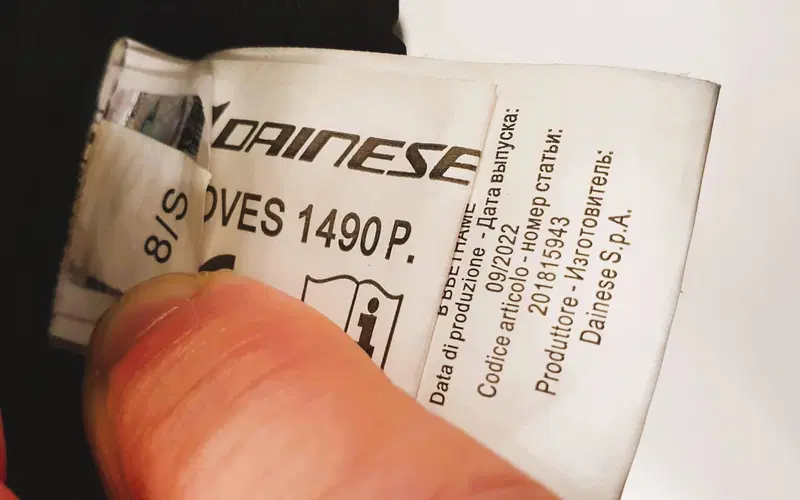 DAINESE
OVES 1490 P.
8/S
i
Data di produzione - Дата выпуска:
09/2022
Codice articolo - номер статьи:
201815943
Produttore - Изготовитель:
Dainese S.p.A.